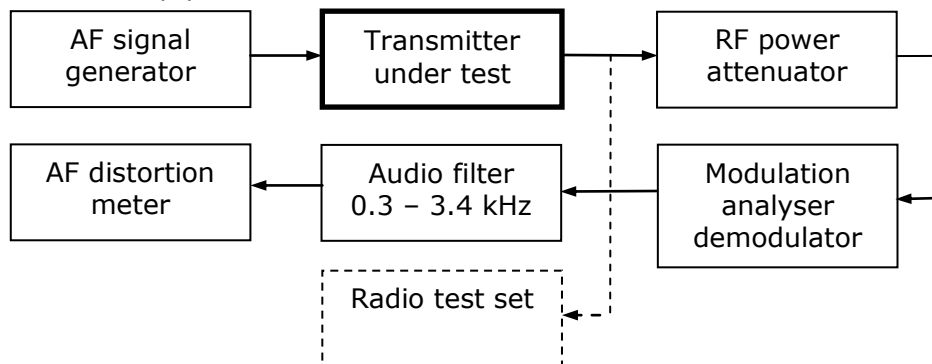 AF signal
generator
Transmitter
under test
RF power
attenuator
AF distortion
meter
Audio filter
0.3 – 3.4 kHz
Modulation
analyser
demodulator
Radio test set